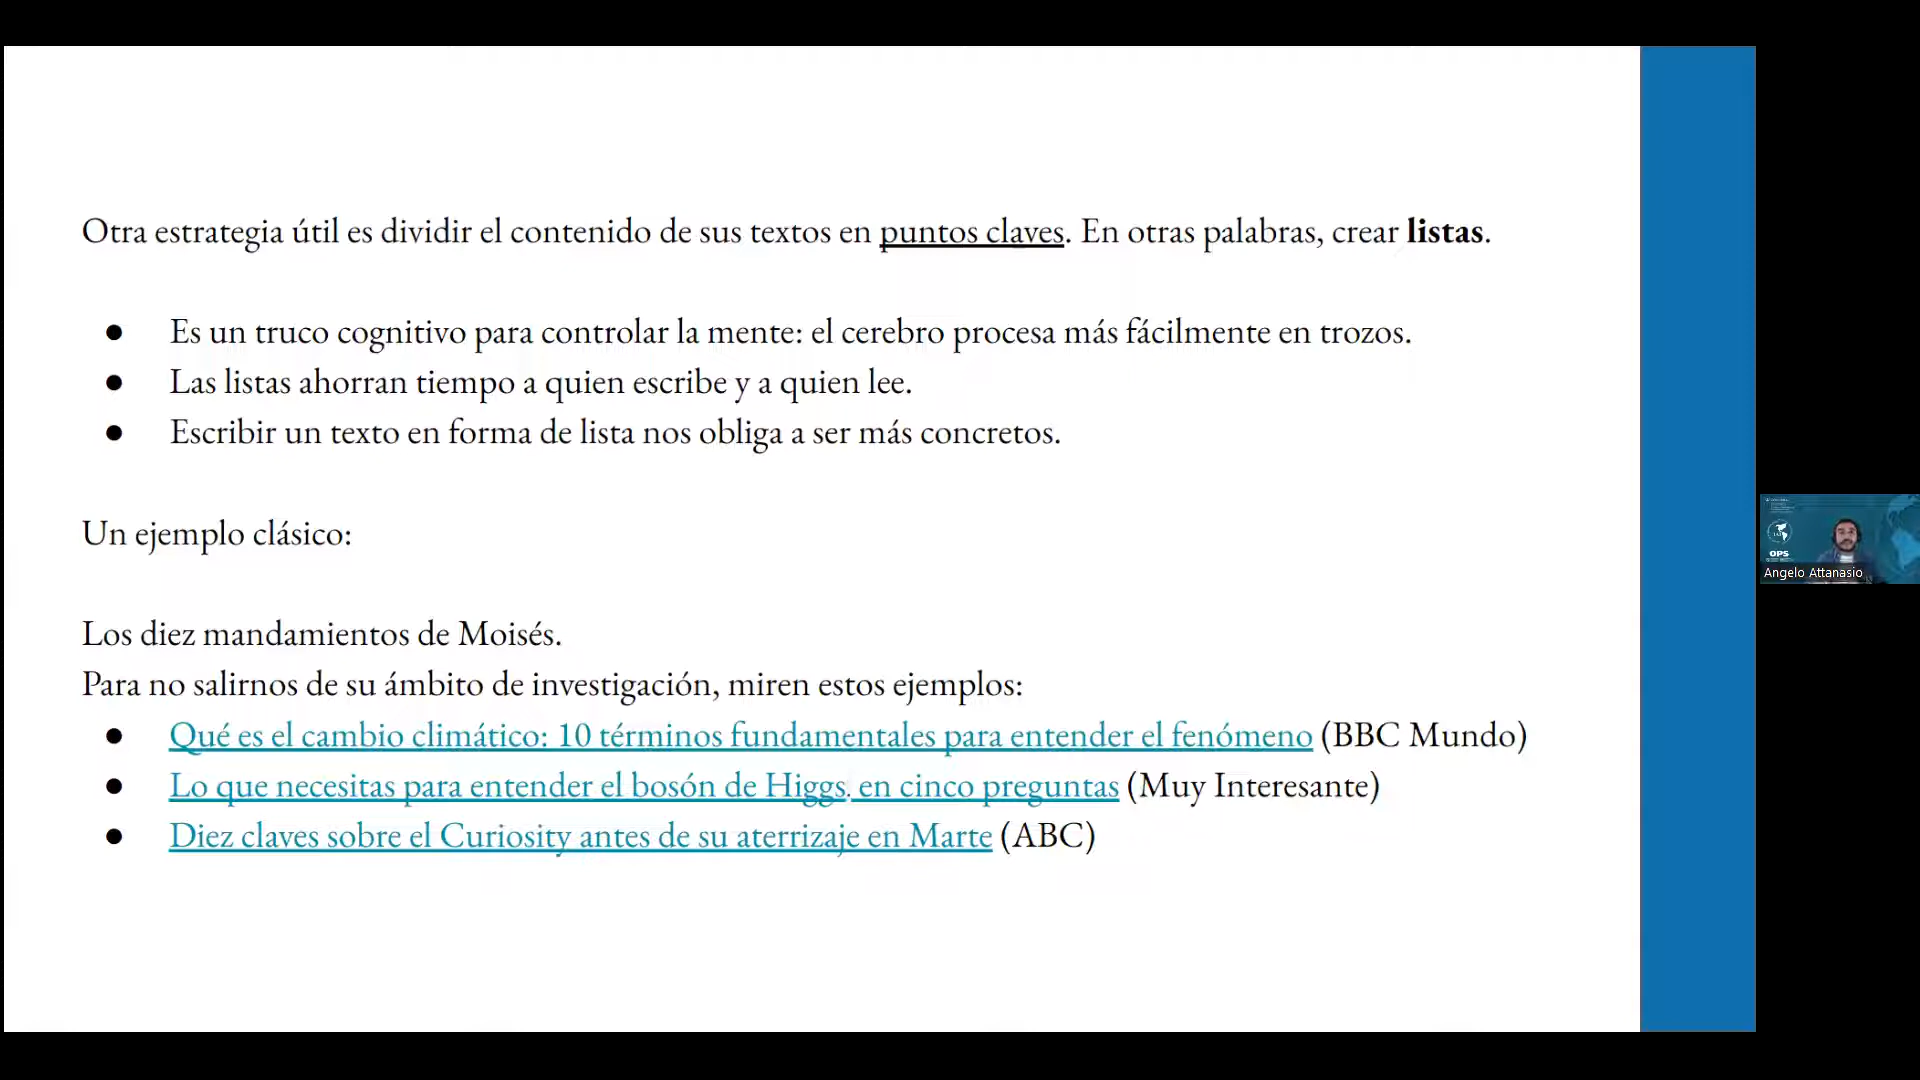 Otra estrategia útil es dividir el contenido de sus textos en puntos claves. En otras palabras, crear listas.
● Es un truco cognitivo para controlar la mente: el cerebro procesa más fácilmente en trozos.
● Las listas ahorran tiempo a quien escribe y a quien lee.
● Escribir un texto en forma de lista nos obliga a ser más concretos.
Un ejemplo clásico:
Los diez mandamientos de Moisés.
Para no salirnos de su ámbito de investigación, miren estos ejemplos:
● Qué es el cambio climático: 10 términos fundamentales para entender el fenómeno (BBC Mundo)
● Lo que necesitas para entender el bosón de Higgs, en cinco preguntas (Muy Interesante)
● Diez claves sobre el Curiosity antes de su aterrizaje en Marte (ABC)
OPS
Angelo Attanasio